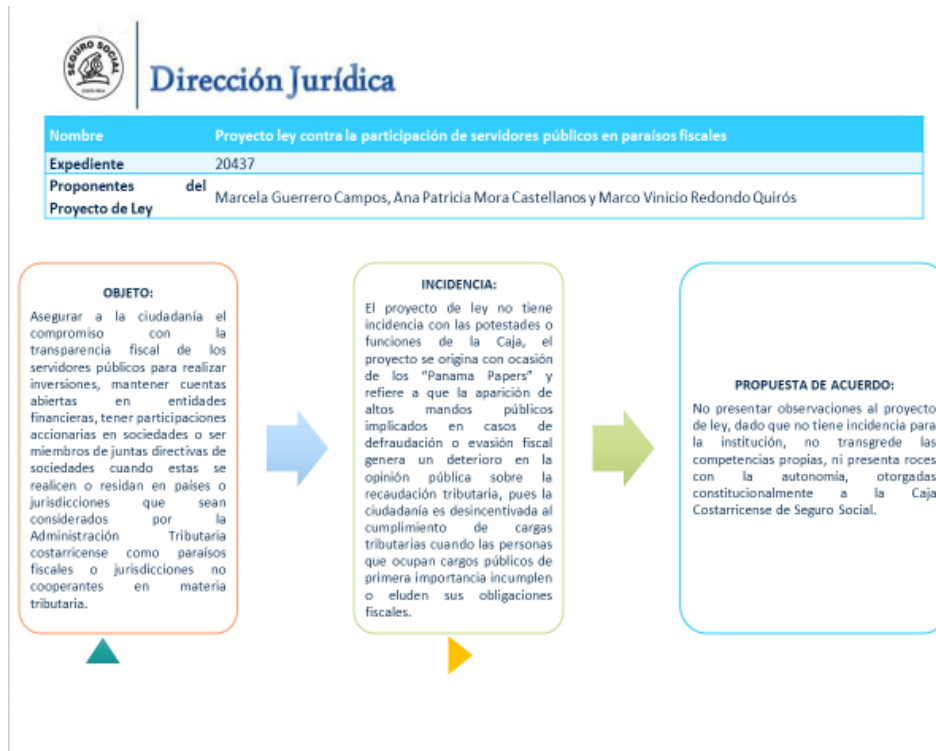 SEGURO SOCIAL
COSTA RICA
Dirección Jurídica
Nombre Proyecto ley contra la participación de servidores públicos en paraísos fiscales
Expediente 20437
Proponentes del
Proyecto de Ley
Marcela Guerrero Campos, Ana Patricia Mora Castellanos y Marco Vinicio Redondo Quirós
OBJETO:
Asegurar a la ciudadanía el
compromiso con la
transparencia fiscal de los
servidores públicos para realizar
inversiones, mantener cuentas
abiertas en entidades
financieras, tener participaciones
accionarias en sociedades o ser
miembros de juntas directivas de
sociedades cuando estas se
realicen o residan en países o
jurisdicciones que sean
considerados por la
Administración Tributaria
costarricense como paraísos
fiscales o jurisdicciones no
cooperantes en materia
tributaria.
INCIDENCIA:
El proyecto de ley no tiene
incidencia con las potestades o
funciones de la Caja, el
proyecto se origina con ocasión
de los “Panama Papers” y
refiere a que la aparición de
altos mandos públicos
implicados en casos de
defraudación o evasión fiscal
genera un deterioro en la
opinión pública sobre la
recaudación tributaria, pues la
ciudadanía es desincentivada al
cumplimiento de cargas
tributarias cuando las personas
que ocupan cargos públicos de
primera importancia incumplen
o eluden sus obligaciones
fiscales.
PROPUESTA DE ACUERDO:
No presentar observaciones al proyecto
de ley, dado que no tiene incidencia para
la institución, no transgrede las
competencias propias, ni presenta roces
con la autonomía, otorgadas
constitucionalmente a la Caja
Costarricense de Seguro Social.